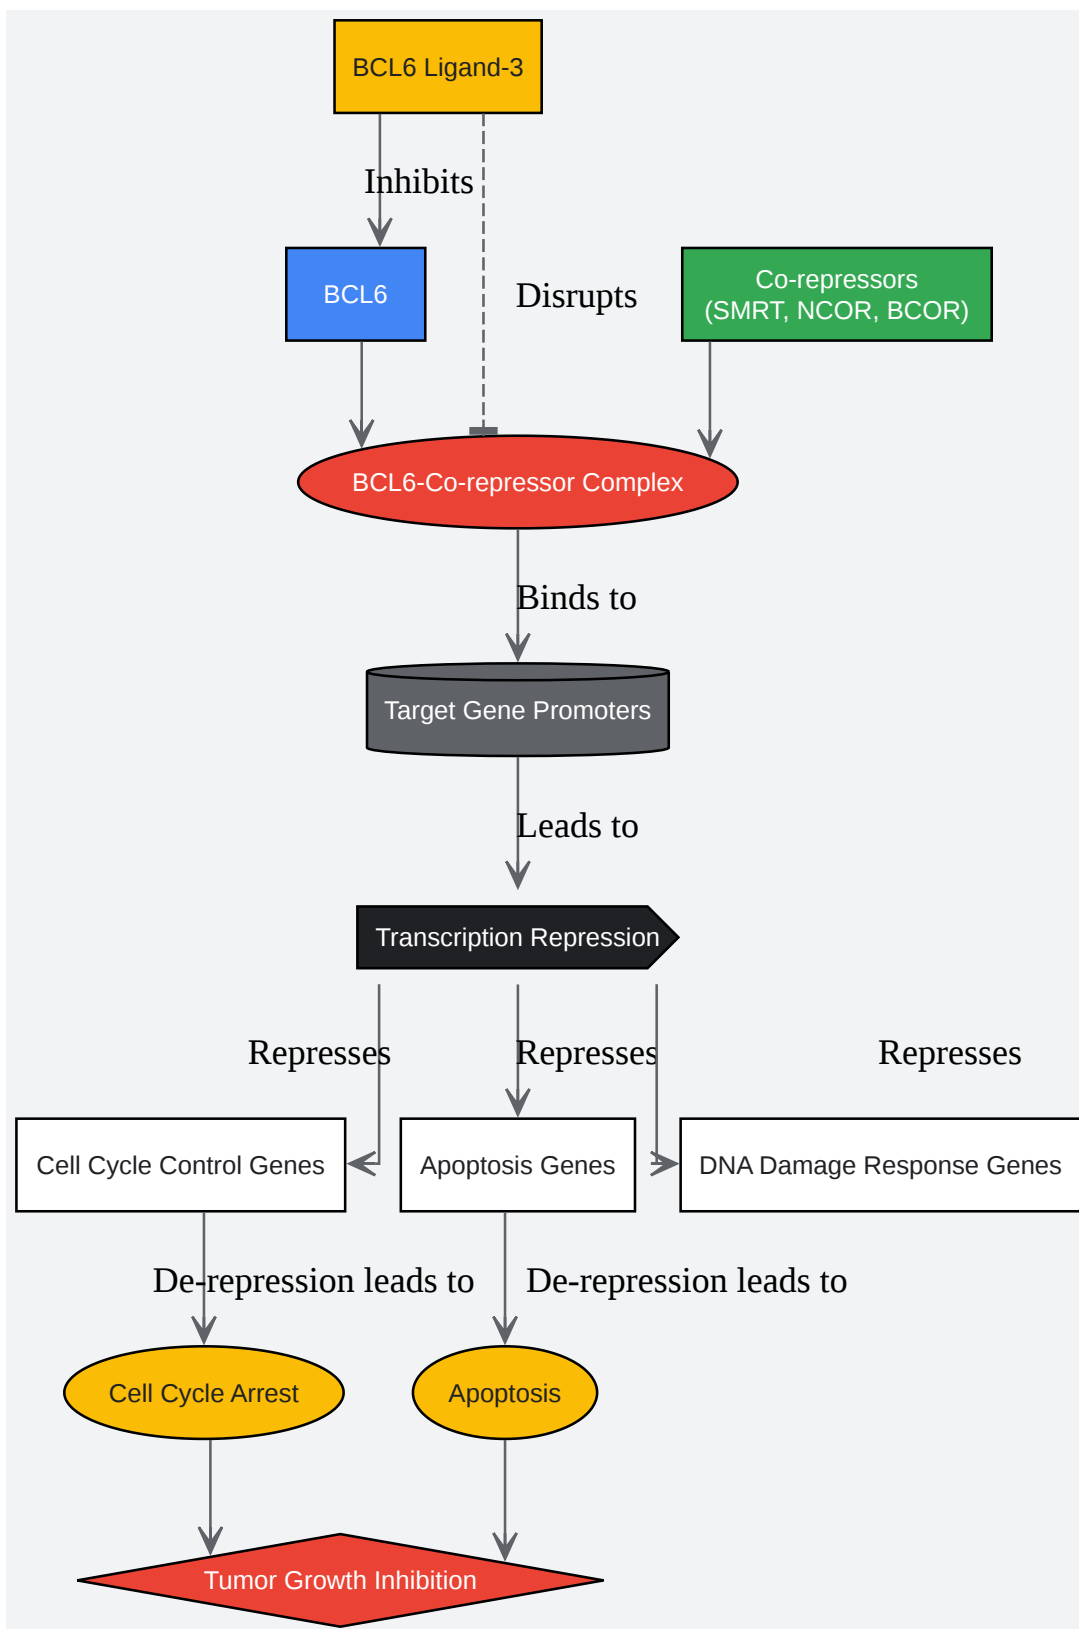 BCL6 Ligand-3
Inhibits
BCL6
Disrupts
Co-repressors
(SMRT, NCOR, BCOR)
BCL6-Co-repressor Complex
Binds to
Target Gene Promoters
Leads to
Transcription Repression
Represses
Represses
Represses
Cell Cycle Control Genes
Apoptosis Genes
DNA Damage Response Genes
De-repression leads to
De-repression leads to
Cell Cycle Arrest
Apoptosis
Tumor Growth Inhibition